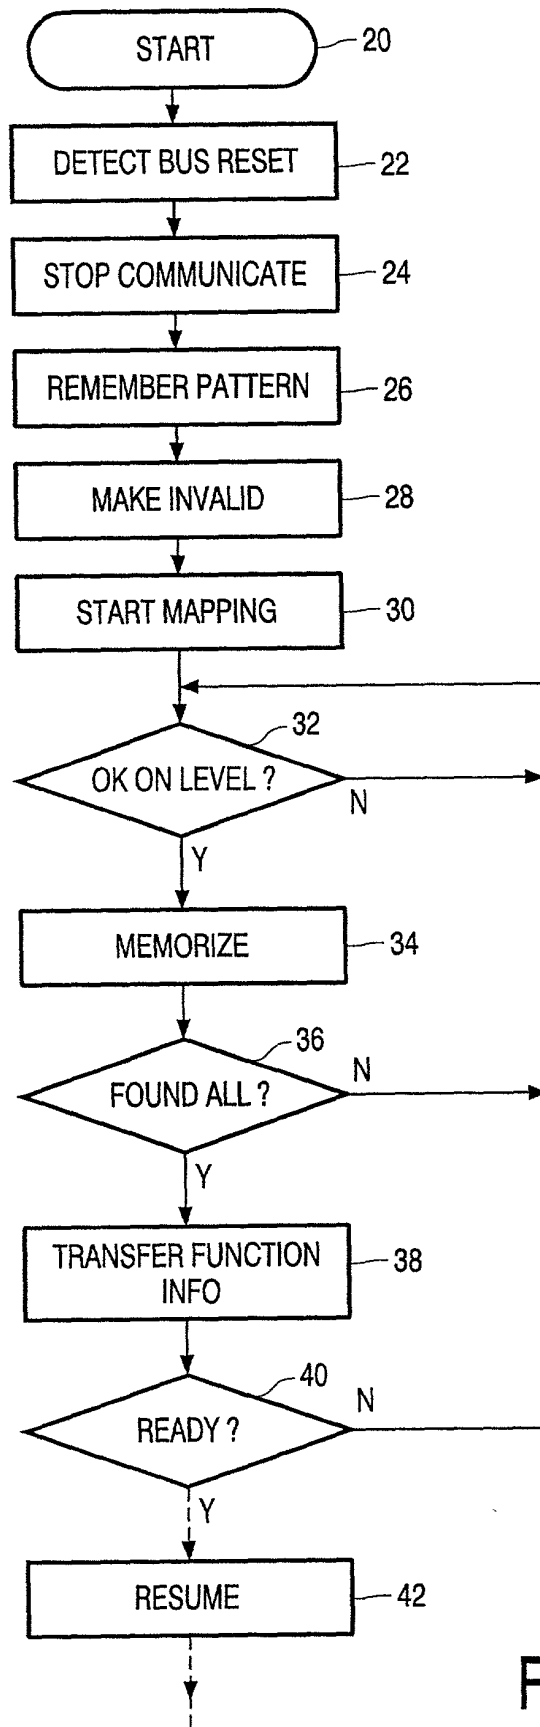 START
20
DETECT BUS RESET
22
STOP COMMUNICATE
24
REMEMBER PATTERN
26
MAKE INVALID
28
START MAPPING
30
32
OK ON LEVEL ?
N
Y
MEMORIZE
34
36
FOUND ALL ?
N
Y
TRANSFER FUNCTION
INFO
38
40
READY ?
N
Y
RESUME
42
F